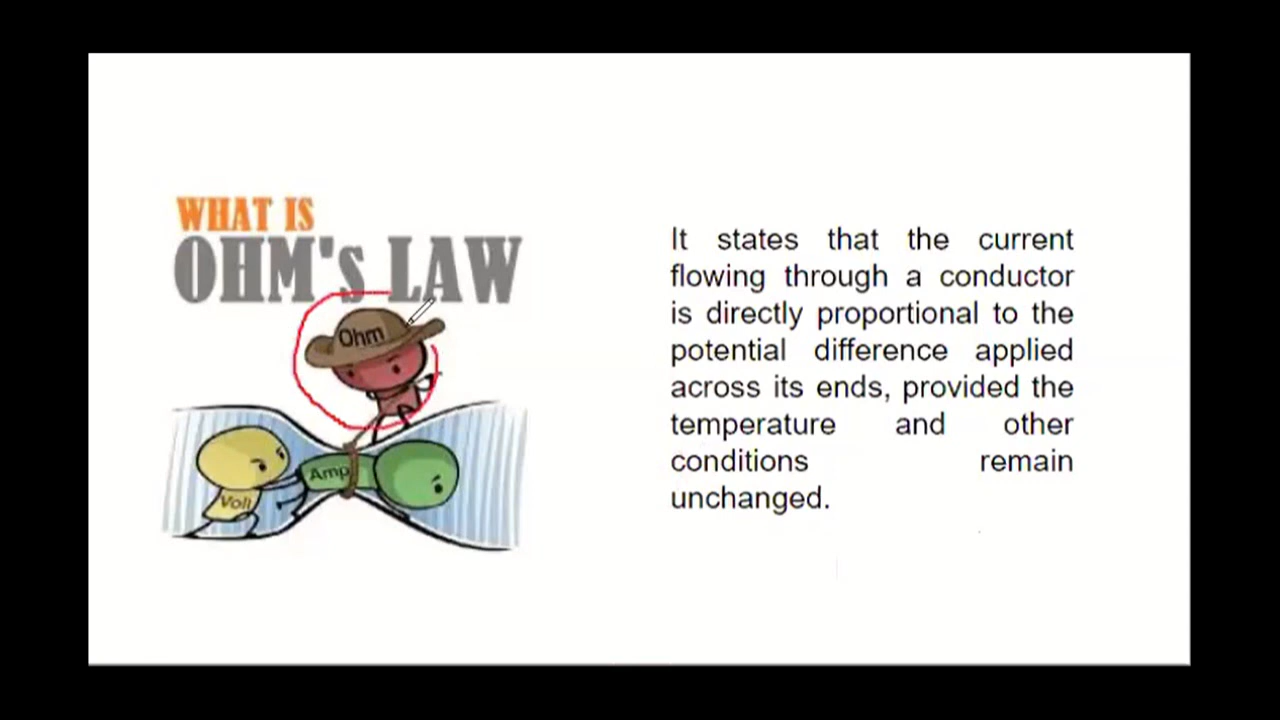 WHAT IS
OHM's LAW
Ohm
Amp
Volt
It states that the current
flowing through a conductor
is directly proportional to the
potential difference applied
across its ends, provided the
temperature and other
conditions remain
unchanged.